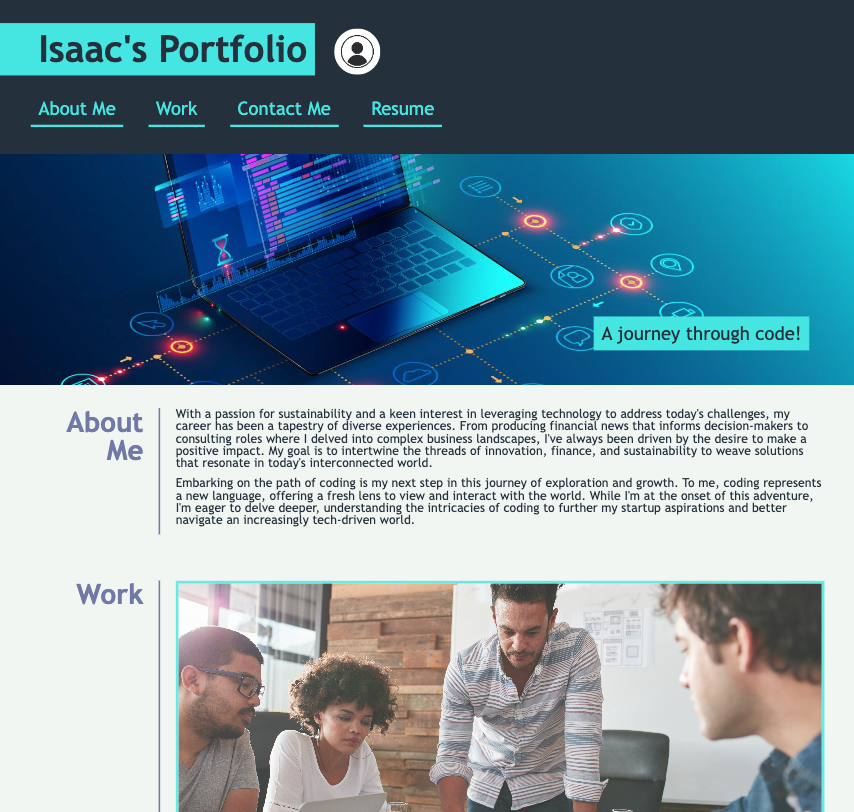 Isaac's Portfolio
About Me
Work
Contact Me
Resume
A journey through code!
About
Me
With a passion for sustainability and a keen interest in leveraging technology to address today's challenges, my
career has been a tapestry of diverse experiences. From producing financial news that informs decision-makers to
consulting roles where I delved into complex business landscapes, I've always been driven by the desire to make a
positive impact. My goal is to intertwine the threads of innovation, finance, and sustainability to weave solutions
that resonate in today's interconnected world.
Embarking on the path of coding is my next step in this journey of exploration and growth. To me, coding represents
a new language, offering a fresh lens to view and interact with the world. While I'm at the onset of this adventure,
I'm eager to delve deeper, understanding the intricacies of coding to further my startup aspirations and better
navigate an increasingly tech-driven world.
Work